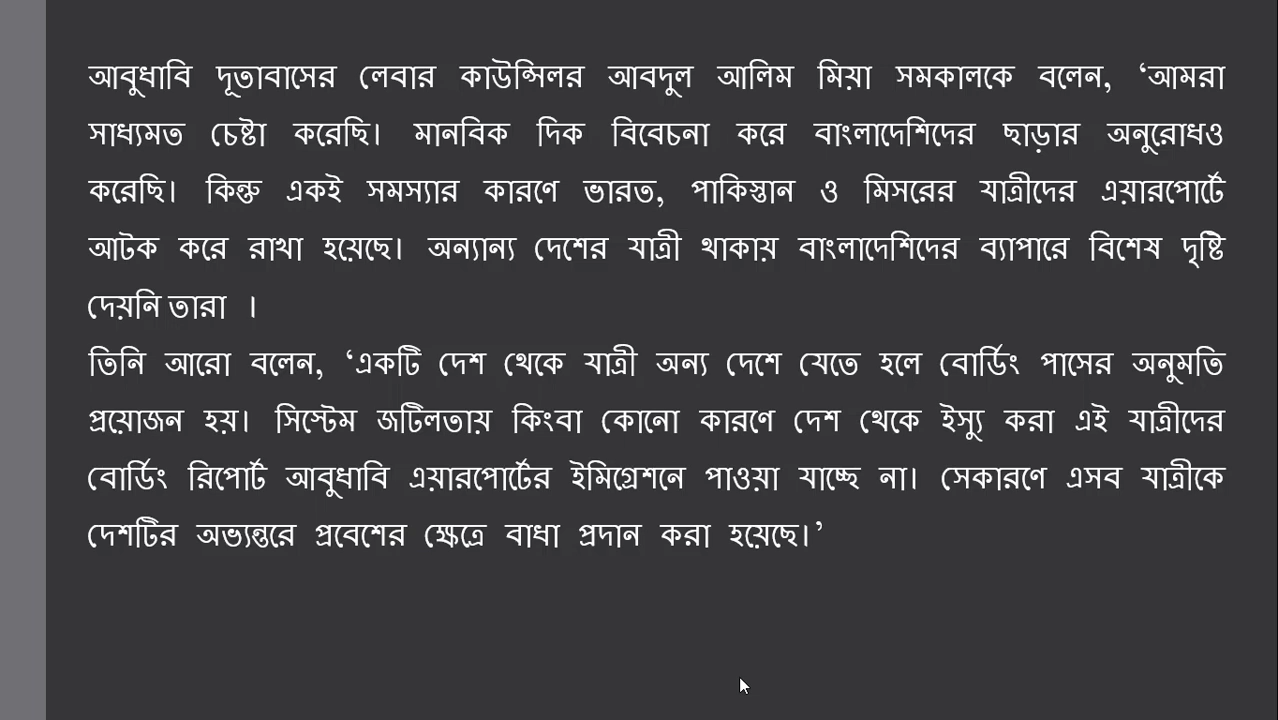 আবুধাবি দূতাবাসের লেবার কাউন্সিলর আবদুল আলিম মিয়া সমকালকে বলেন, ‘আমরা
সাধ্যমত চেষ্টা করেছি। মানবিক দিক বিবেচনা করে বাংলাদেশিদের ছাড়ার অনুরোধও
করেছি। কিন্তু একই সমস্যার কারণে ভারত, পাকিস্তান ও মিসরের যাত্রীদের এয়ারপোর্টে
আটক করে রাখা হয়েছে। অন্যান্য দেশের যাত্রী থাকায় বাংলাদেশিদের ব্যাপারে বিশেষ দৃষ্টি
দেয়নি তারা ।
তিনি আরো বলেন, ‘একটি দেশ থেকে যাত্রী অন্য দেশে যেতে হলে বোর্ডিং পাসের অনুমতি
প্রয়োজন হয়। সিস্টেম জটিলতায় কিংবা কোনো কারণে দেশ থেকে ইস্যু করা এই যাত্রীদের
বোর্ডিং রিপোর্ট আবুধাবি এয়ারপোর্টের ইমিগ্রেশনে পাওয়া যাচ্ছে না। সেকারণে এসব যাত্রীকে
দেশটির অভ্যন্তরে প্রবেশের ক্ষেত্রে বাধা প্রদান করা হয়েছে।’